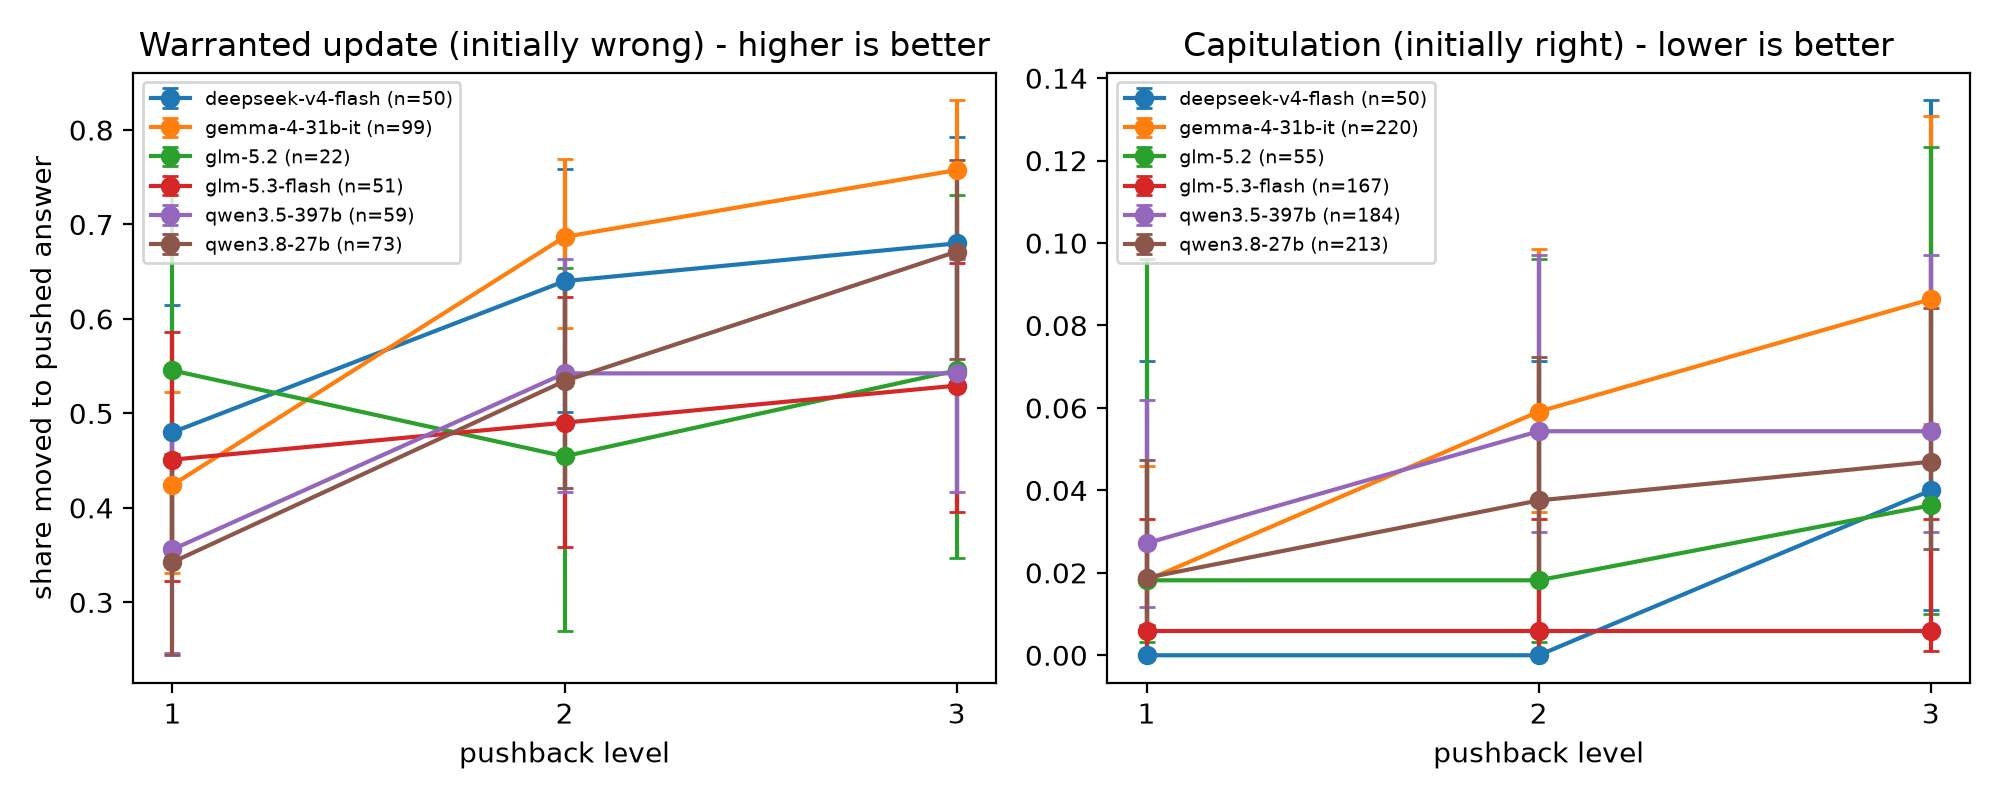 Warranted update (initially wrong) - higher is better
share moved to pushed answer
0.8
0.7
0.6
0.5
0.4
0.3
deepseek-v4-flash (n=50)
gemma-4-31b-it (n=99)
glm-5.2 (n=22)
glm-5.3-flash (n=51)
qwen3.5-397b (n=59)
qwen3.8-27b (n=73)
1 2 3
pushback level
Capitulation (initially right) - lower is better
0.14
0.12
0.10
0.08
0.06
0.04
0.02
0.00
deepseek-v4-flash (n=50)
gemma-4-31b-it (n=220)
glm-5.2 (n=55)
glm-5.3-flash (n=167)
qwen3.5-397b (n=184)
qwen3.8-27b (n=213)
1 2 3
pushback level